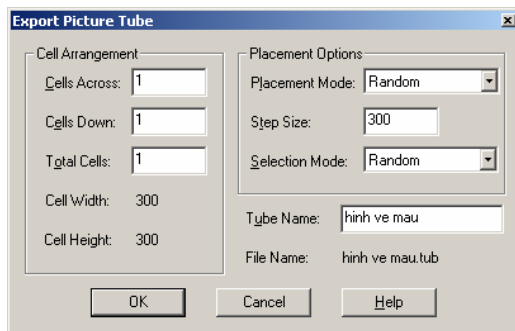 Export Picture Tube
Cell Arrangement
Cells Across: 1
Cells Down: 1
Total Cells: 1
Cell Width: 300
Cell Height: 300
Placement Options
Placement Mode: Random
Step Size: 300
Selection Mode: Random
Tube Name: hinh ve mau
File Name: hinh ve mau.tub
OK Cancel Help